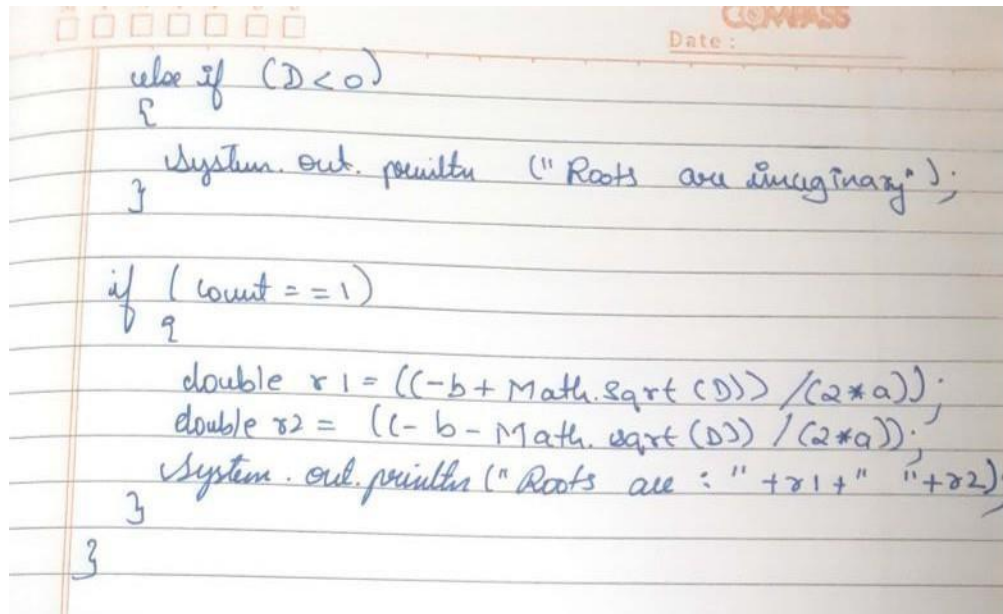 COMPASS
Date :
else if (D<0)
{
System. out. println (" Roots are imaginary");
}
if ( count = = 1)
{
double r1 = ((-b + Math. Sqrt (D)) /(2*a));
double r2 = ((- b - Math. sqrt (D)) / (2*a));
System. out. println (" Roots are : " +r1+" "+r2);
}
}